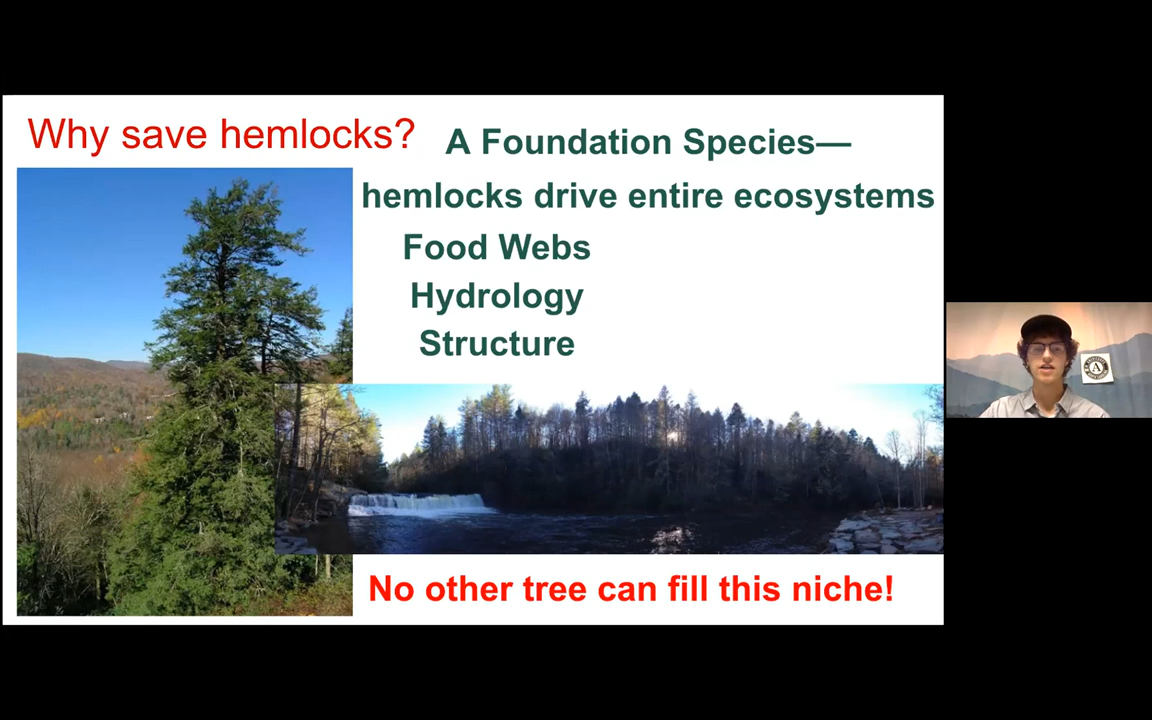 Why save hemlocks?
A Foundation Species—
hemlocks drive entire ecosystems
Food Webs
Hydrology
Structure
No other tree can fill this niche!
A